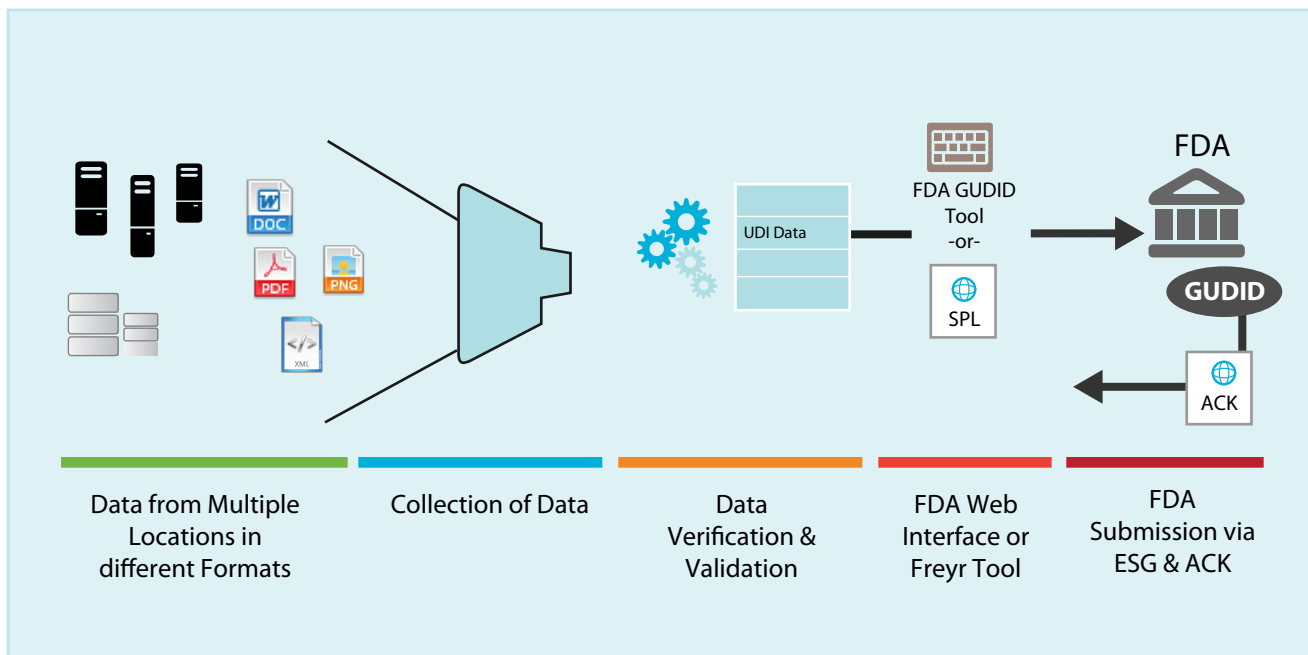 DOC
PDF
PNG
</>
XML
UDI Data
FDA GUDID
Tool
-or-
SPL
FDA
GUDID
ACK
Data from Multiple
Locations in
different Formats
Collection of Data
Data
Verification &
Validation
FDA Web
Interface or
Freyr Tool
FDA
Submission via
ESG & ACK